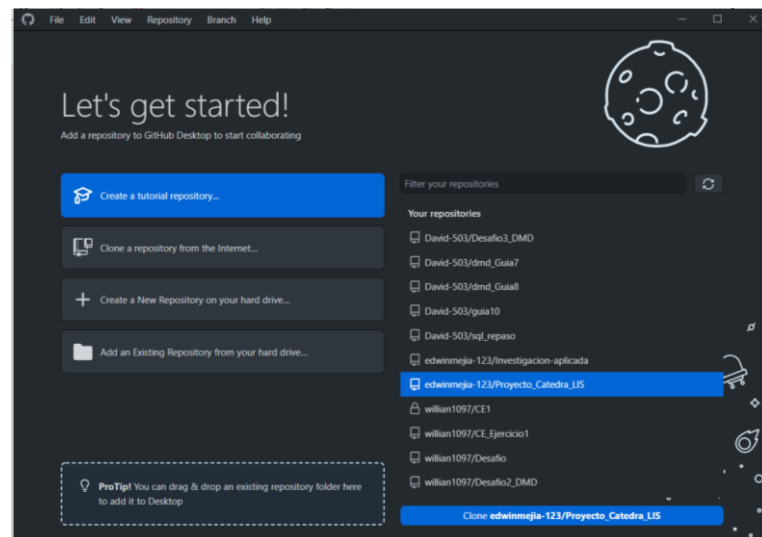 File Edit View Repository Branch Help
Let's get started!
Add a repository to GitHub Desktop to start collaborating
Create a tutorial repository...
Clone a repository from the Internet...
Create a New Repository on your hard drive...
Add an Existing Repository from your hard drive...
ProTip! You can drag & drop an existing repository folder here
to add it to Desktop
Filter your repositories
Your repositories
David-503/Desafio3_DMD
David-503/dmd_Guia7
David-503/dmd_Guia8
David-503/guia10
David-503/sql_repaso
edwinmejia-123/Investigacion-aplicada
edwinmejia-123/Proyecto_Catedra_LIS
willian1097/CE1
willian1097/CE_Ejercicio1
willian1097/Desafio
willian1097/Desafio2_DMD
Clone edwinmejia-123/Proyecto_Catedra_LIS